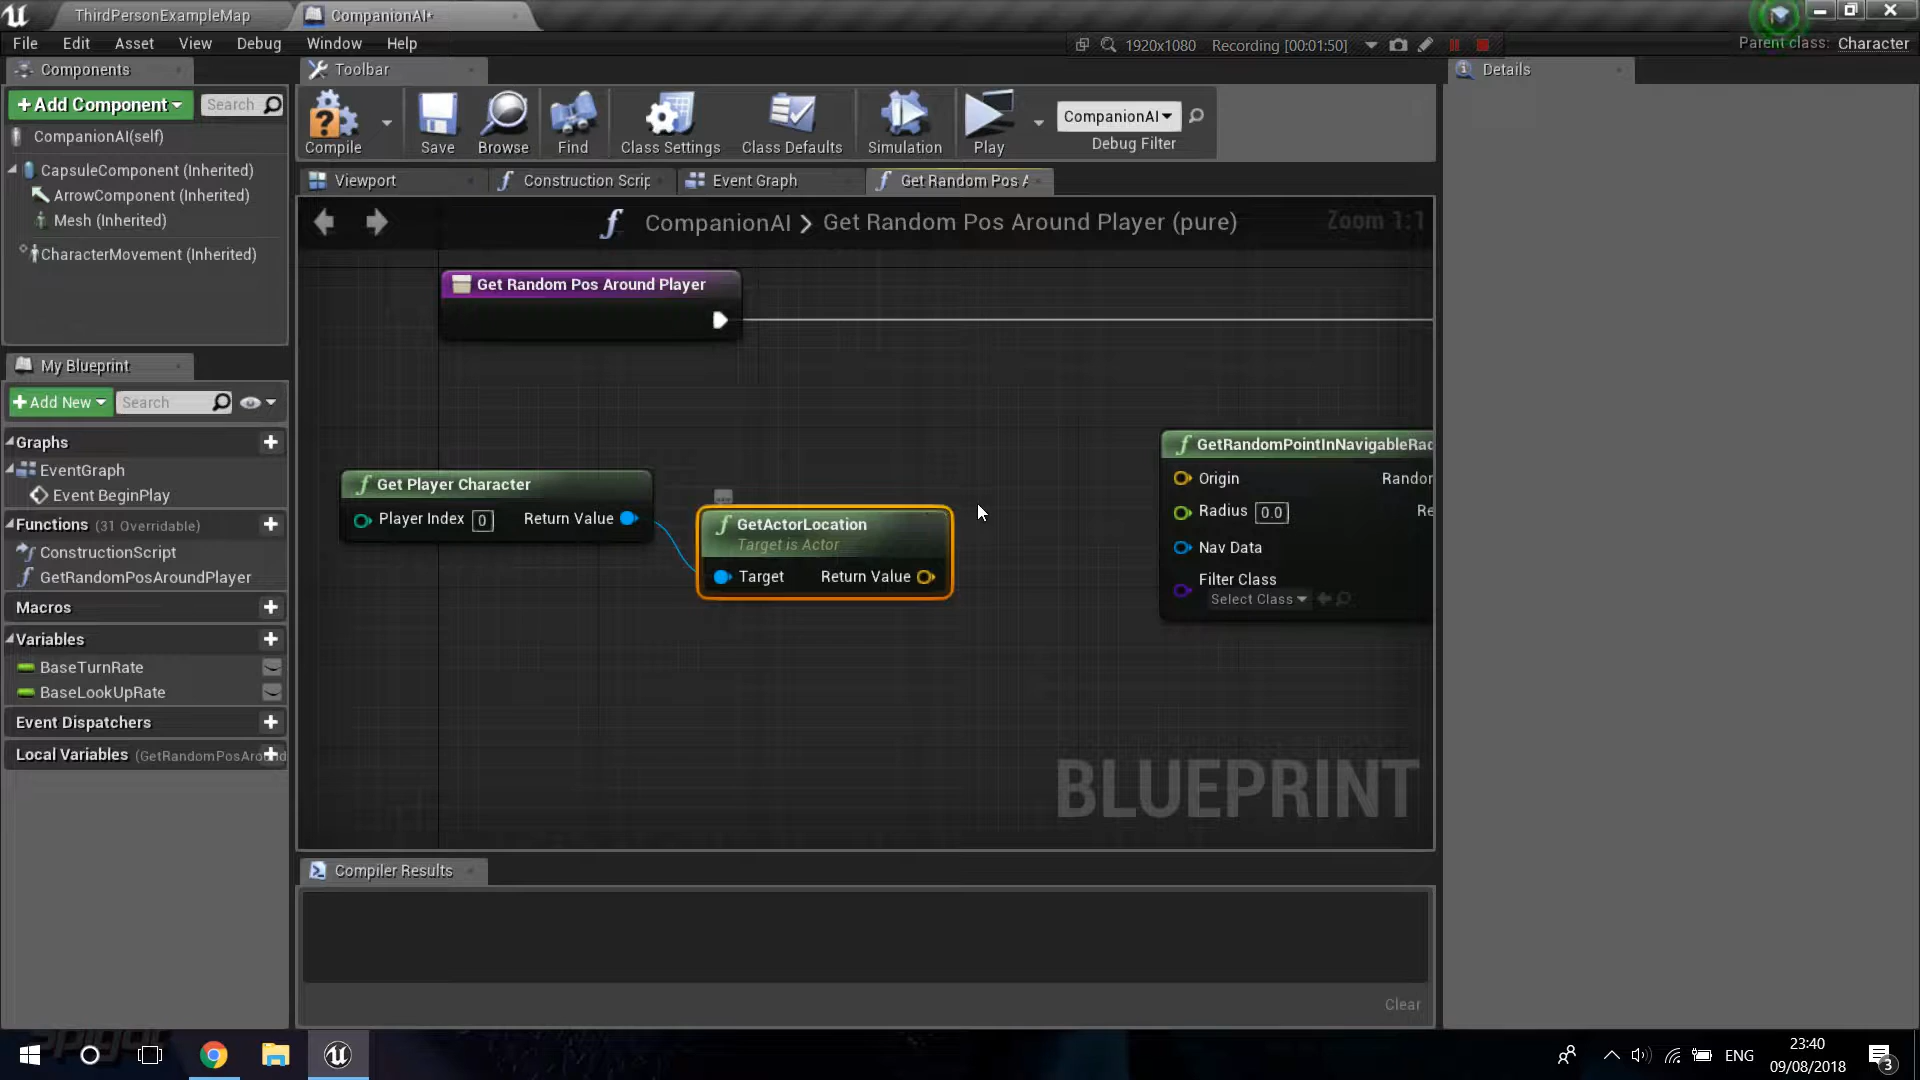 ThirdPersonExampleMap
CompanionAI*
File Edit Asset View Debug Window Help
1920x1080 Recording [00:01:50]
Parent class: Character
Components
Toolbar
Details
+Add Component
Search
CompanionAI(self)
CapsuleComponent (Inherited)
ArrowComponent (Inherited)
Mesh (Inherited)
CharacterMovement (Inherited)
Compile
Save
Browse
Find
Class Settings
Class Defaults
Simulation
Play
CompanionAI
Debug Filter
Viewport
Construction Scrip
Event Graph
Get Random Pos A
CompanionAI > Get Random Pos Around Player (pure)
Zoom 1:1
My Blueprint
+Add New
Search
Graphs
EventGraph
Event BeginPlay
Functions (31 Overridable)
ConstructionScript
GetRandomPosAroundPlayer
Macros
Variables
BaseTurnRate
BaseLookUpRate
Event Dispatchers
Local Variables (GetRandomPosAround
Get Random Pos Around Player
Get Player Character
Player Index 0
Return Value
GetActorLocation
Target is Actor
Target
Return Value
GetRandomPointInNavigableRad
Origin
Random
Radius 0.0
Re
Nav Data
Filter Class
Select Class
BLUEPRINT
Compiler Results
Clear
ENG
23:40
09/08/2018
3